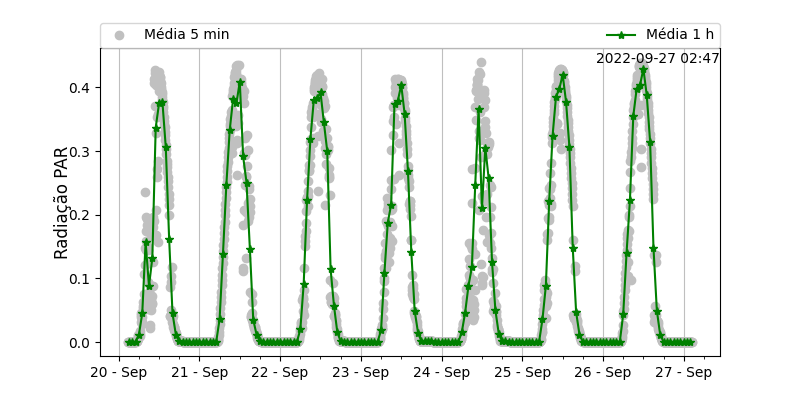 Média 5 min
Média 1 h
2022-09-27 02:47
Radiação PAR
0.4
0.3
0.2
0.1
0.0
20 - Sep
21 - Sep
22 - Sep
23 - Sep
24 - Sep
25 - Sep
26 - Sep
27 - Sep